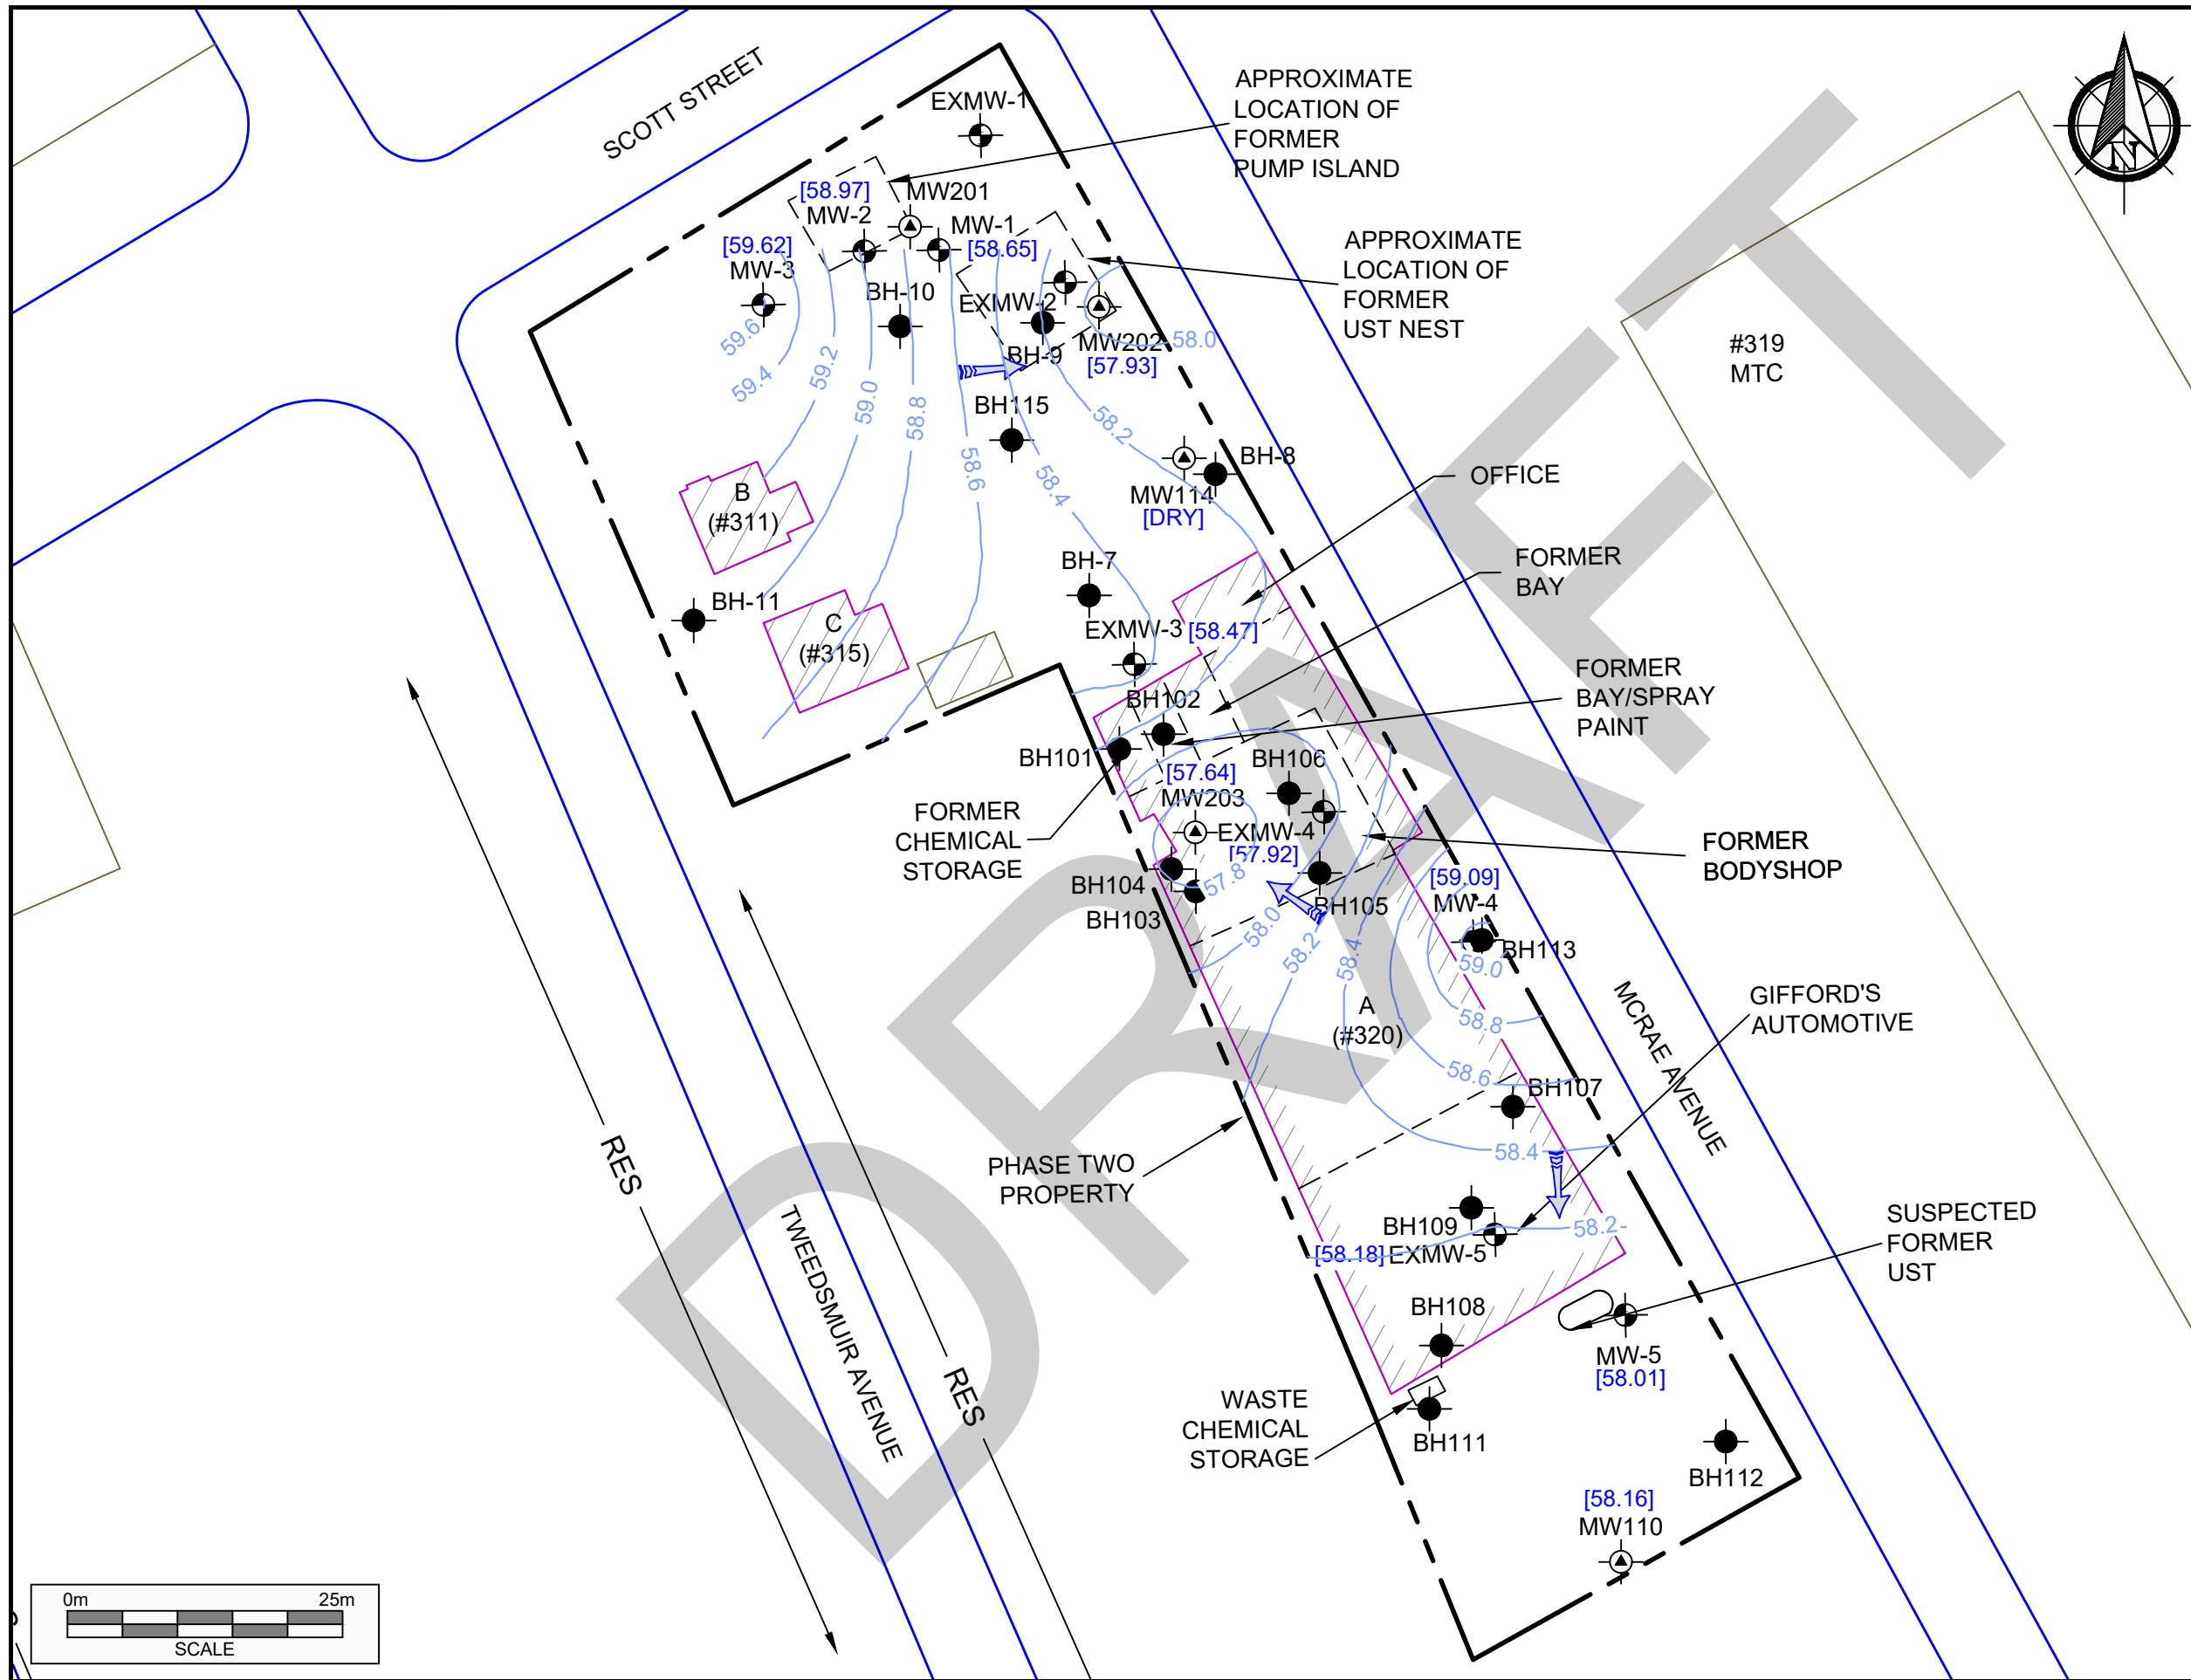 SCOTT STREET
EXMW-1
APPROXIMATE
LOCATION OF
FORMER
PUMP ISLAND
N
[58.97]
MW-2
MW201
MW-1
[58.65]
[59.62]
MW-3
BH-10
EXMW-2
BH-9
MW202
[57.93]
58.0
APPROXIMATE
LOCATION OF
FORMER
UST NEST
#319
MTC
59.6
59.4
59.2
59.0
58.8
58.6
58.4
58.2
BH115
BH-8
MW114
[DRY]
OFFICE
B
(#311)
BH-11
C
(#315)
BH-7
EXMW-3
[58.47]
FORMER
BAY
FORMER
BAY/SPRAY
PAINT
BH102
BH101
FORMER
CHEMICAL
STORAGE
[57.64]
MW203
BH106
EXMW-4
[57.92]
57.8
BH104
BH103
BH105
FORMER
BODYSHOP
[59.09]
MW-4
BH113
59.0
58.0
58.2
58.4
58.8
58.6
58.4
58.2
A
(#320)
BH107
GIFFORD'S
AUTOMOTIVE
MCRAE AVENUE
PHASE TWO
PROPERTY
BH109
EXMW-5
[58.18]
SUSPECTED
FORMER
UST
BH108
MW-5
[58.01]
WASTE
CHEMICAL
STORAGE
BH111
BH112
[58.16]
MW110
RES
RES
TWEEDSMUIR AVENUE
DRAFT
0m 25m
SCALE